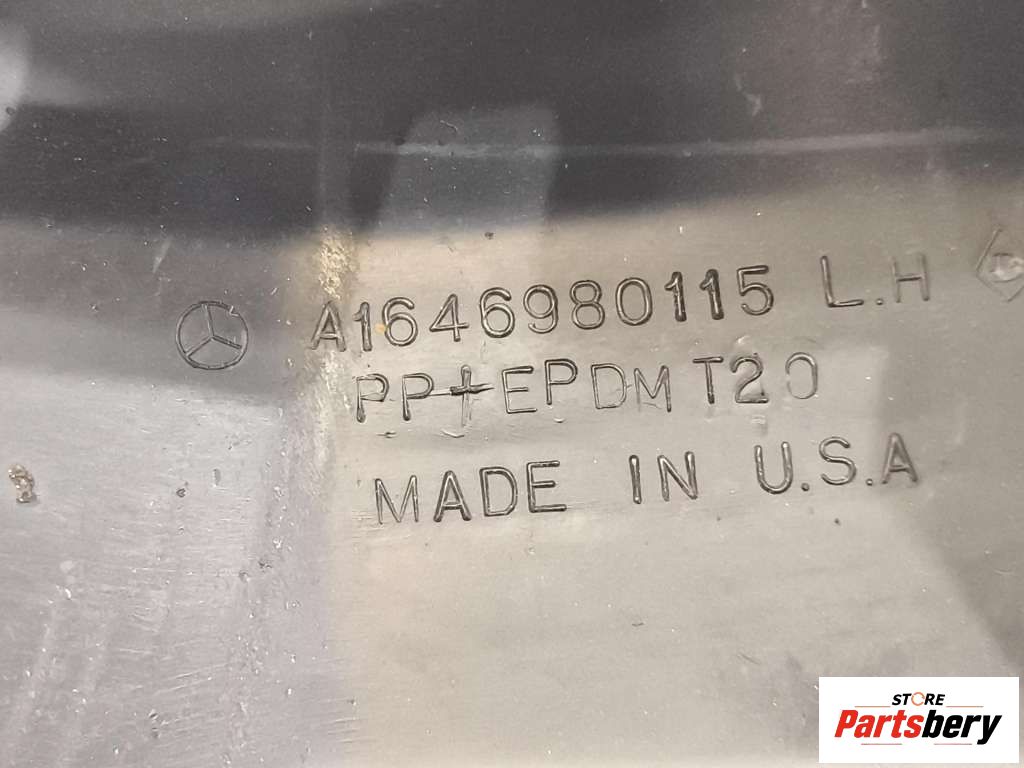 A1646980115 L.H
PP+EPDM T20
MADE IN U.S.A
STORE
Partsbery